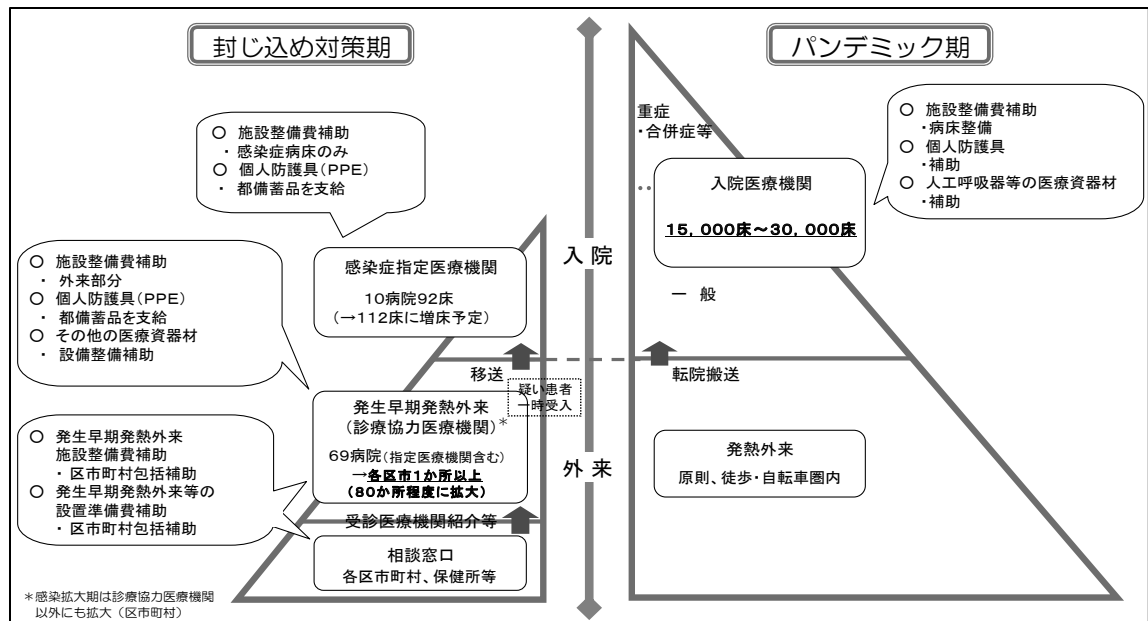 封じ込め対策期
パンデミック期
○ 施設整備費補助
・ 感染症病床のみ
○ 個人防護具(PPE)
・ 都備蓄品を支給
○ 施設整備費補助
・ 外来部分
○ 個人防護具(PPE)
・ 都備蓄品を支給
○ その他の医療資器材
・ 設備整備補助
○ 発生早期発熱外来
施設整備費補助
・区市町村包括補助
○ 発生早期発熱外来等の
設置準備費補助
・区市町村包括補助
感染症指定医療機関
10病院92床
(→112床に増床予定)
移送
疑い患者
一時受入
発生早期発熱外来
(診療協力医療機関)*
69病院(指定医療機関含む)
→各区市1か所以上
(80か所程度に拡大)
受診医療機関紹介等
相談窓口
各区市町村、保健所等
*感染拡大期は診療協力医療機関
以外にも拡大(区市町村)
入院
外来
重症
・合併症等
…
入院医療機関
15,000床~30,000床
一 般
転院搬送
発熱外来
原則、徒歩・自転車圏内
○ 施設整備費補助
・病床整備
○ 個人防護具
・補助
○ 人工呼吸器等の医療資器材
・補助